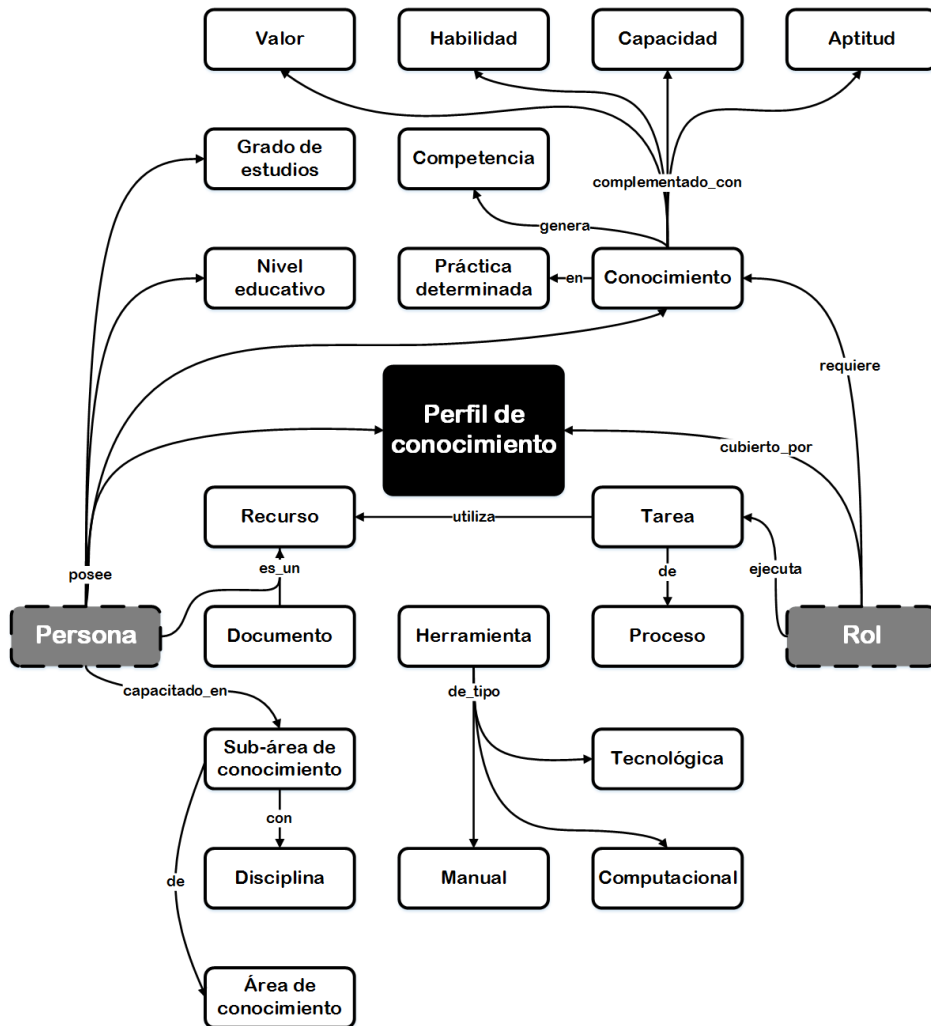 Valor
Habilidad
Capacidad
Aptitud
Grado de
estudios
Competencia
complementado_con
genera
Nivel
educativo
Práctica
determinada
en
Conocimiento
requiere
Perfil de
conocimiento
cubierto_por
Recurso
utiliza
Tarea
posee
es_un
de
ejecuta
Persona
Documento
Herramienta
Proceso
Rol
capacitado_en
de_tipo
Sub-área de
conocimiento
Tecnológica
con
de
Disciplina
Manual
Computacional
Área de
conocimiento